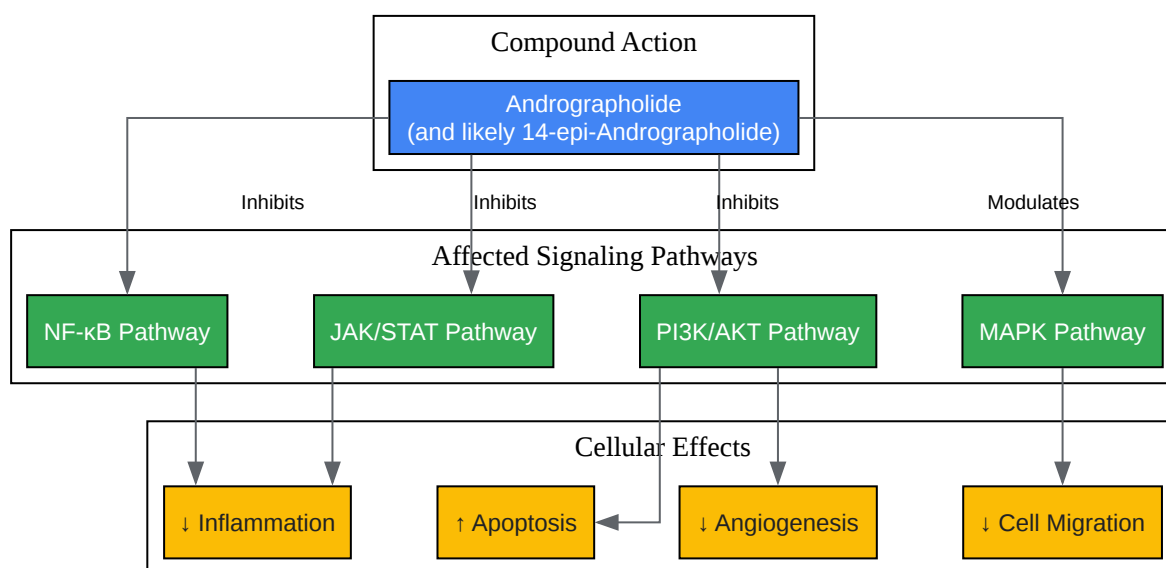 Compound Action
Andrographolide
(and likely 14-epi-Andrographolide)
Inhibits
Inhibits
Inhibits
Modulates
Affected Signaling Pathways
NF-κB Pathway
JAK/STAT Pathway
PI3K/AKT Pathway
MAPK Pathway
Cellular Effects
↓ Inflammation
↑ Apoptosis
↓ Angiogenesis
↓ Cell Migration